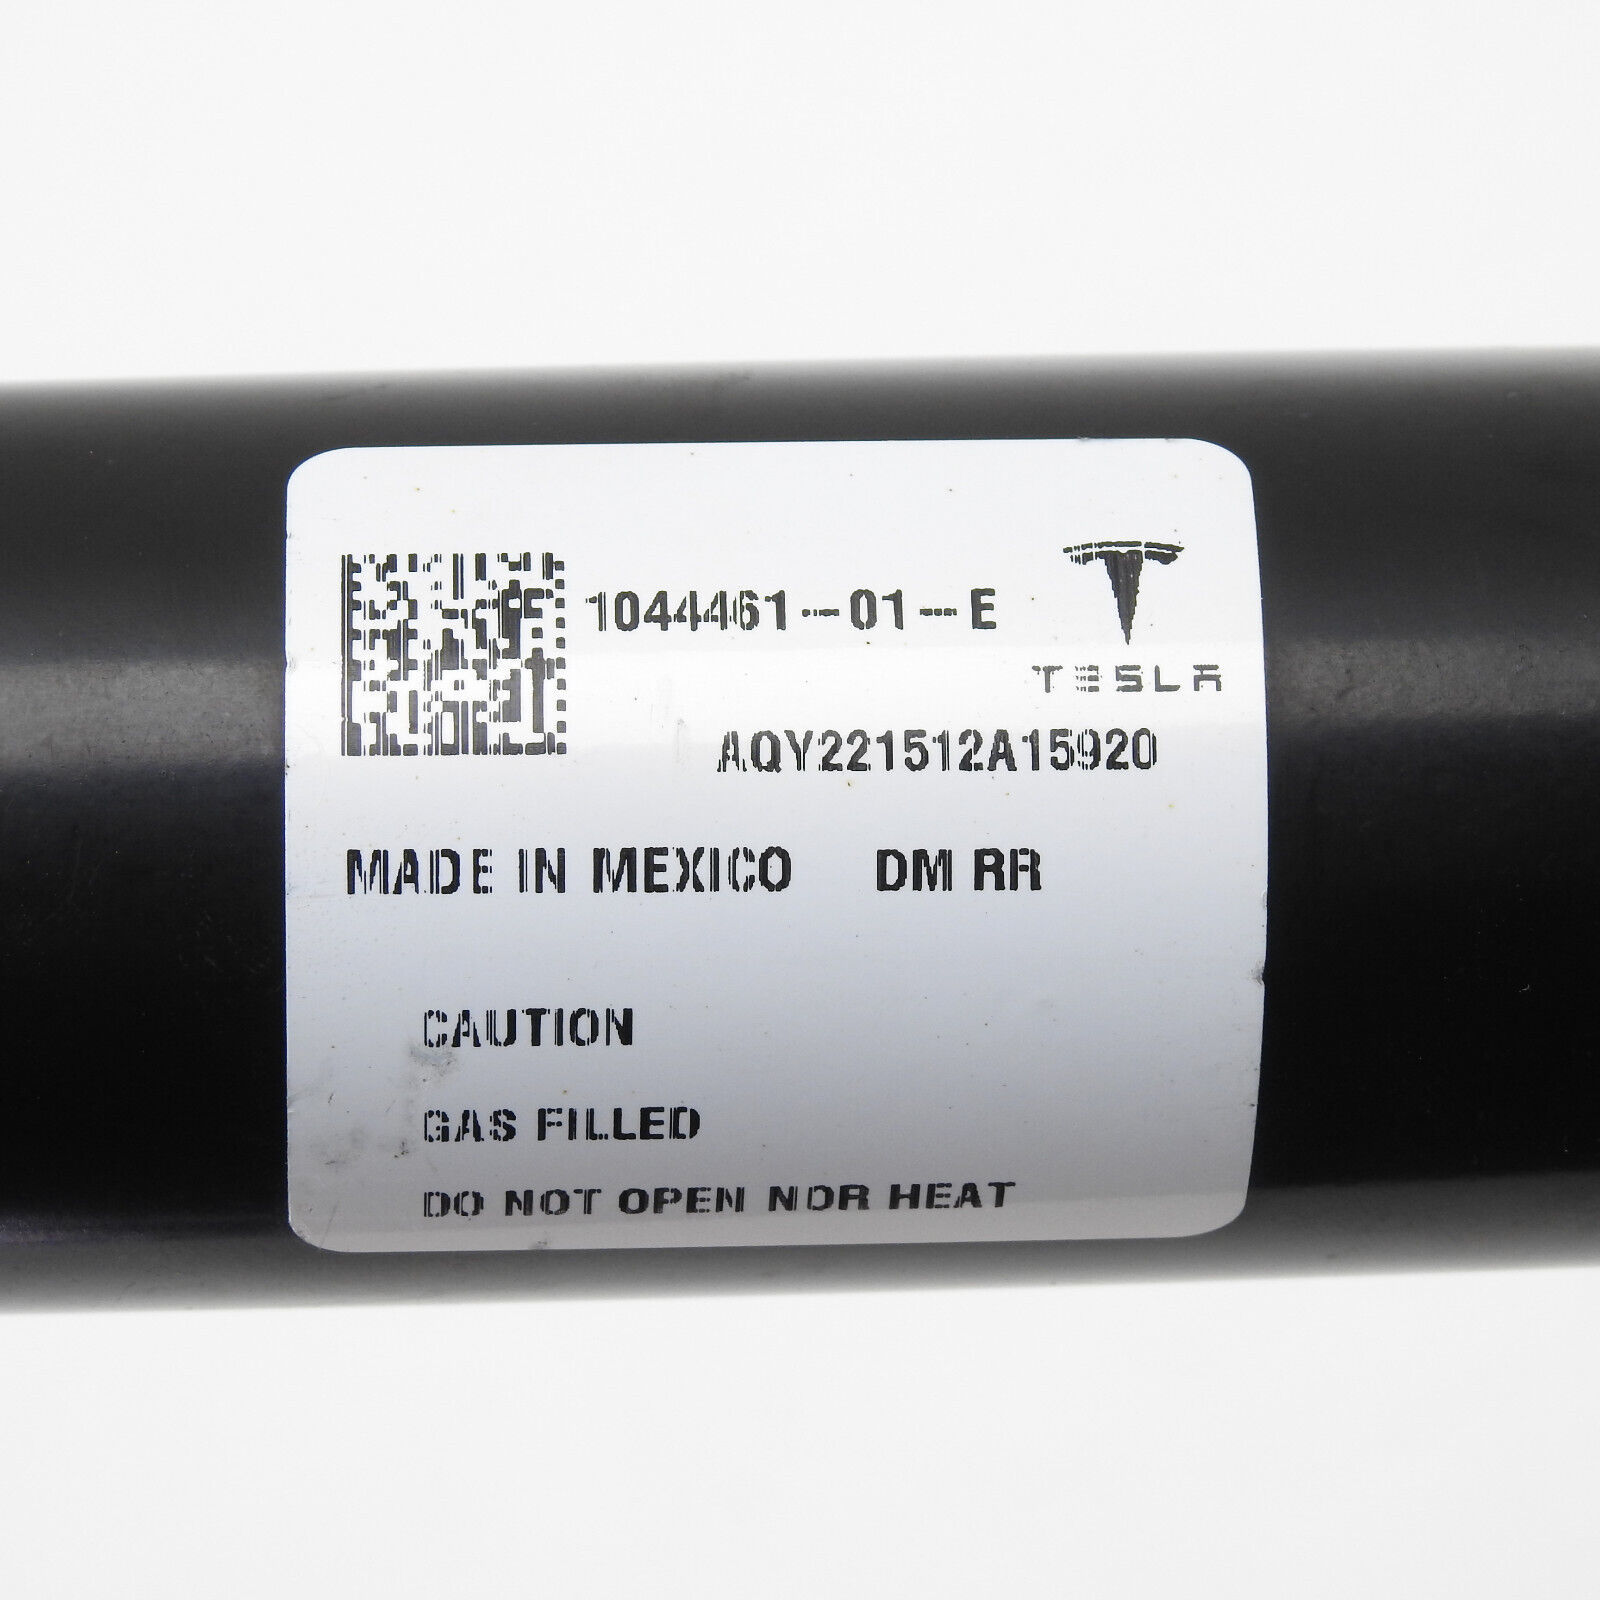 1044461-01-E
TESLA
AQY221512A15920
MADE IN MEXICO DM RR
CAUTION
GAS FILLED
DO NOT OPEN NOR HEAT